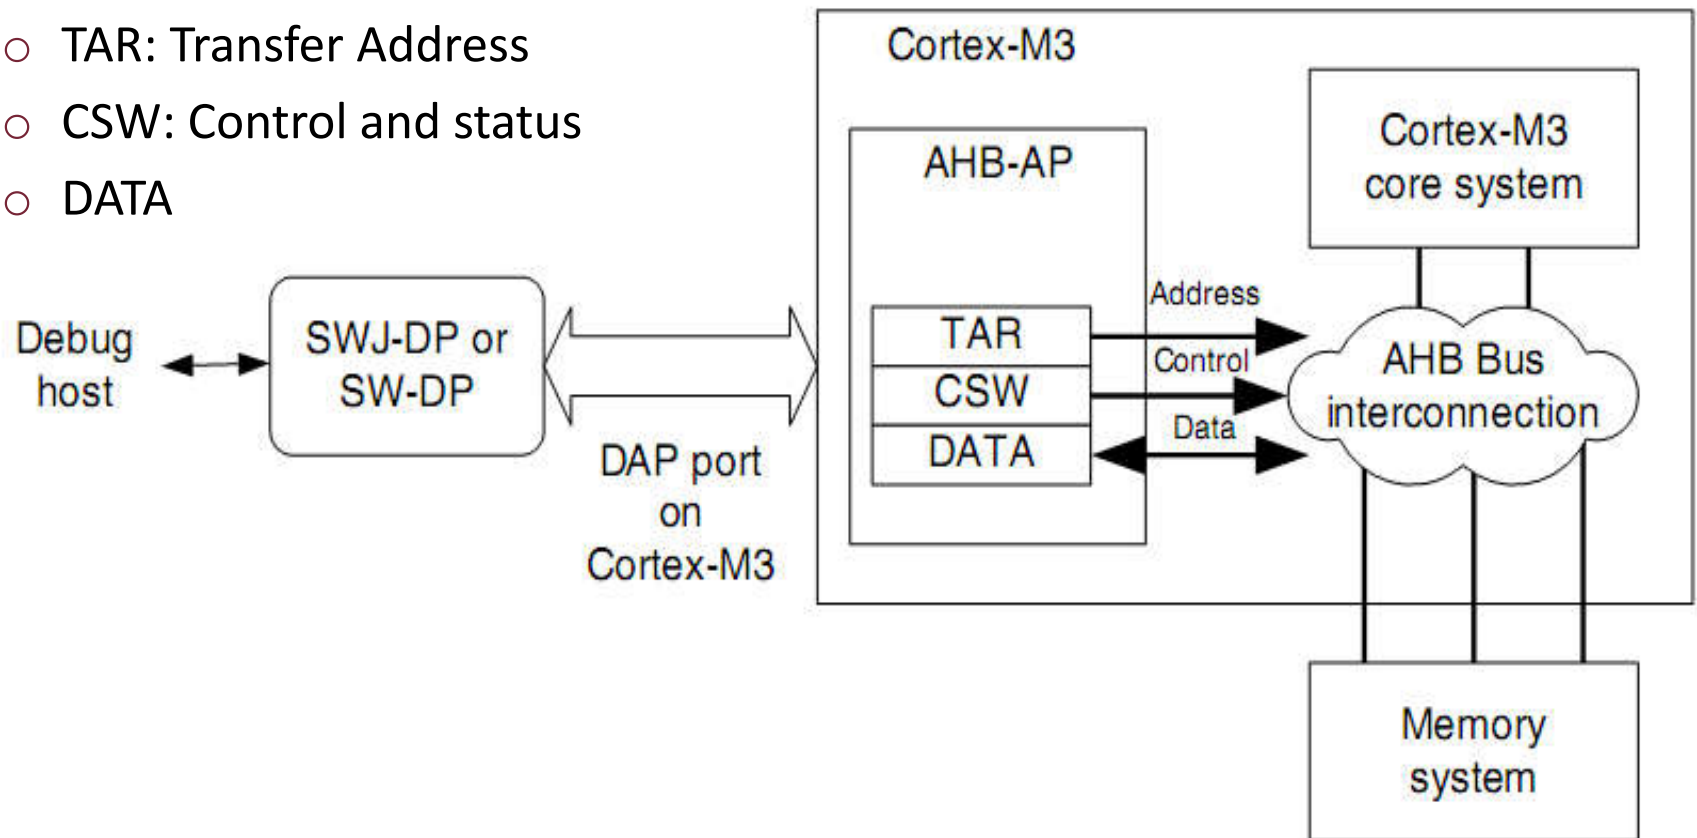 TAR: Transfer Address
CSW: Control and status
DATA
Cortex-M3
Cortex-M3
core system
AHB-AP
Address
TAR
Control
CSW
Data
DATA
AHB Bus
interconnection
Debug
host
SWJ-DP or
SW-DP
DAP port
on
Cortex-M3
Memory
system